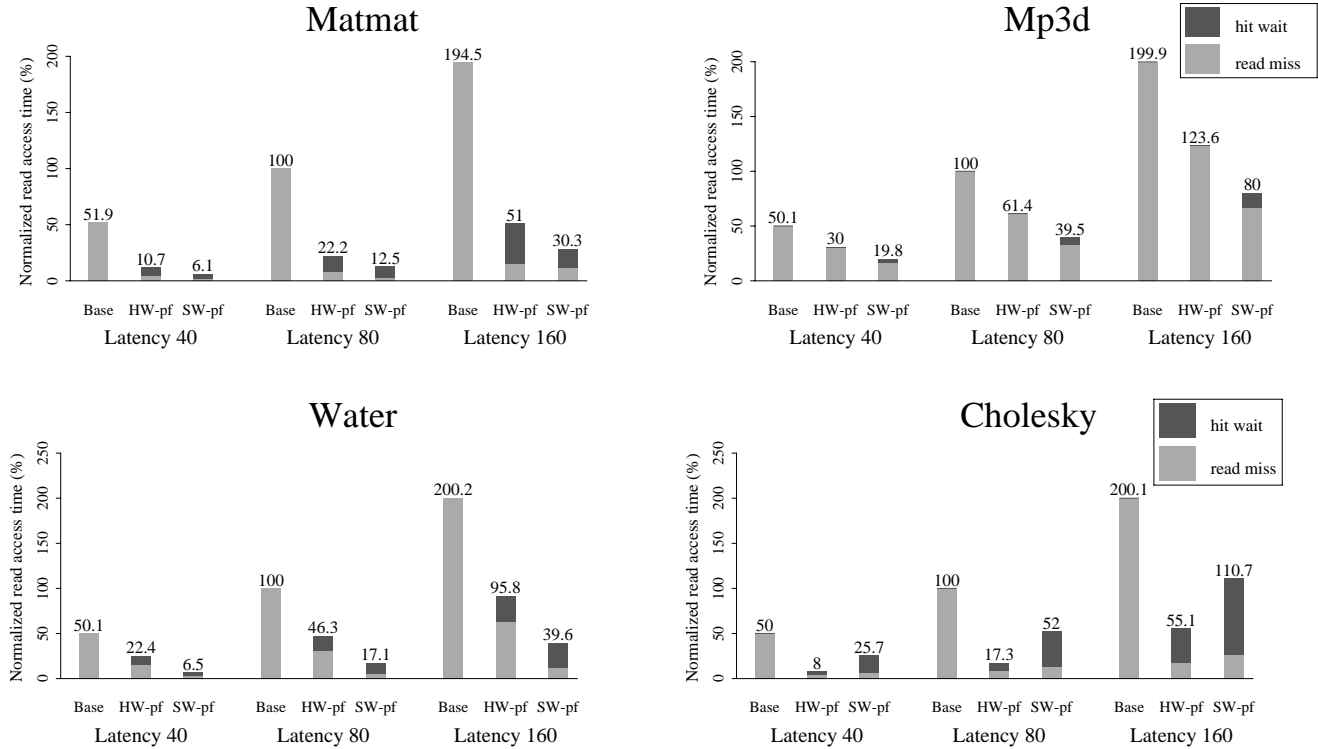 Matmat
Normalized read access time (%)
200
150
100
50
0
51.9
10.7
6.1
100
22.2
12.5
194.5
51
30.3
Base HW-pf SW-pf Base HW-pf SW-pf Base HW-pf SW-pf
Latency 40 Latency 80 Latency 160
Mp3d
hit wait
read miss
Normalized read access time (%)
200
150
100
50
0
50.1
30
19.8
100
61.4
39.5
199.9
123.6
80
Base HW-pf SW-pf Base HW-pf SW-pf Base HW-pf SW-pf
Latency 40 Latency 80 Latency 160
Water
Normalized read access time (%)
250
200
150
100
50
0
50.1
22.4
6.5
100
46.3
17.1
200.2
95.8
39.6
Base HW-pf SW-pf Base HW-pf SW-pf Base HW-pf SW-pf
Latency 40 Latency 80 Latency 160
Cholesky
hit wait
read miss
Normalized read access time (%)
250
200
150
100
50
0
50
8
25.7
100
17.3
52
200.1
55.1
110.7
Base HW-pf SW-pf Base HW-pf SW-pf Base HW-pf SW-pf
Latency 40 Latency 80 Latency 160